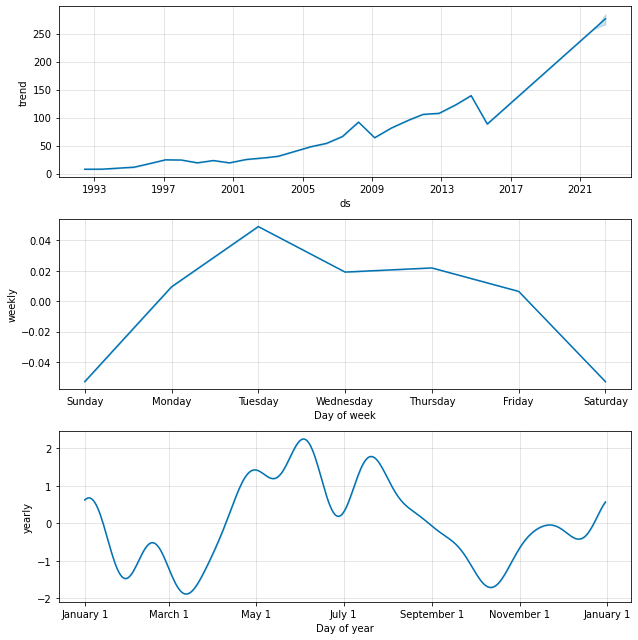 trend
250
200
150
100
50
0
1993 1997 2001 2005 2009 2013 2017 2021
ds
weekly
0.04
0.02
0.00
−0.02
−0.04
Sunday Monday Tuesday Wednesday Thursday Friday Saturday
Day of week
yearly
2
1
0
−1
−2
January 1 March 1 May 1 July 1 September 1 November 1 January 1
Day of year